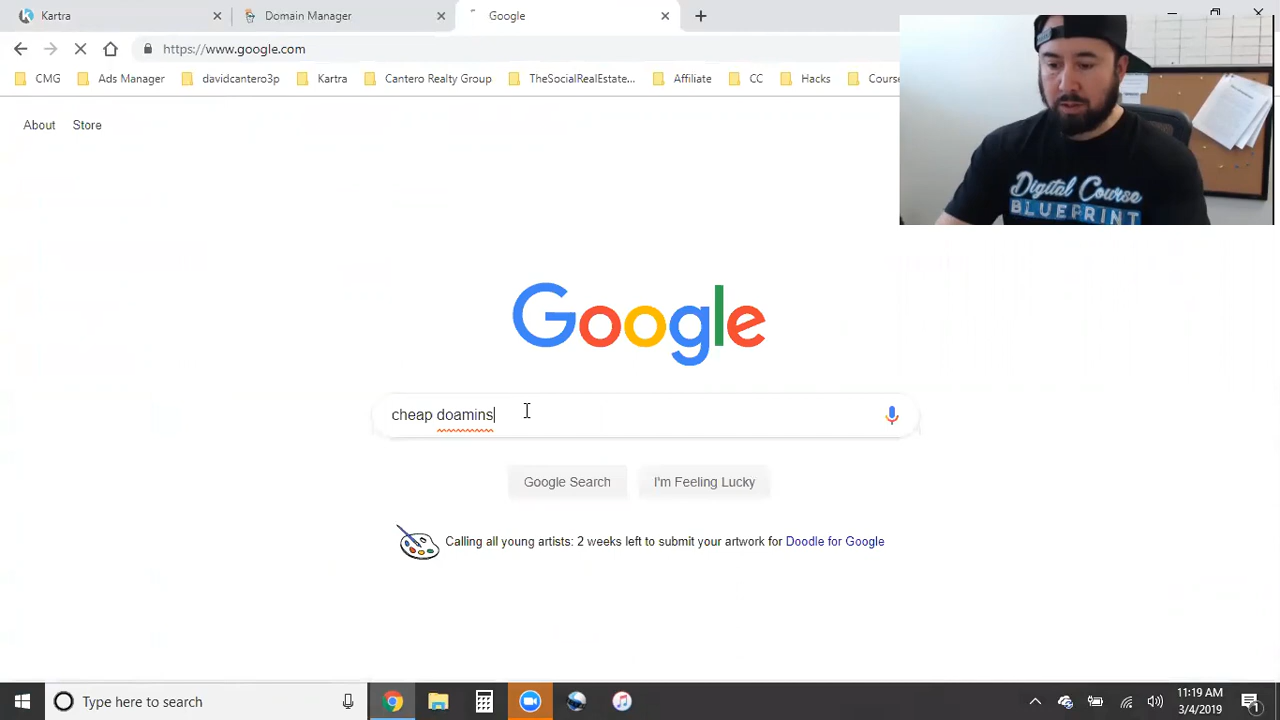 Kartra
Domain Manager
Google
https://www.google.com
CMG
Ads Manager
davidcantero3p
Kartra
Cantero Realty Group
TheSocialRealEstate...
Affiliate
CC
Hacks
Cours
About
Store
Digital Course
BLUEPRINT
Google
cheap doamins
Google Search
I'm Feeling Lucky
Calling all young artists: 2 weeks left to submit your artwork for Doodle for Google
Type here to search
11:19 AM
3/4/2019
1